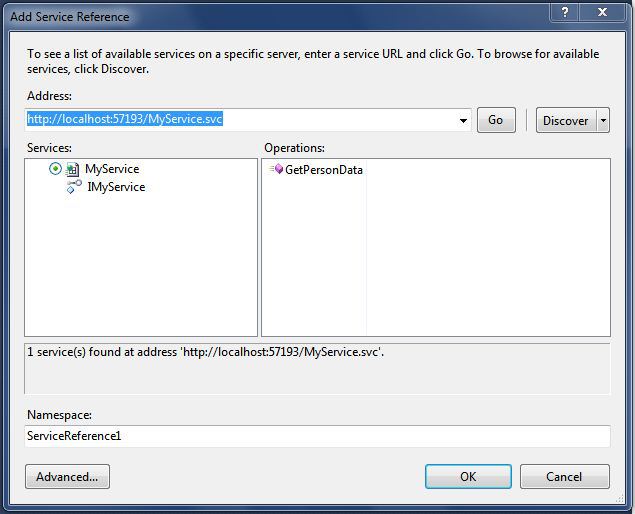 Add Service Reference
To see a list of available services on a specific server, enter a service URL and click Go. To browse for available
services, click Discover.
Address:
http://localhost:57193/MyService.svc
Go
Discover
Services:
Operations:
MyService
IMyService
GetPersonData
1 service(s) found at address 'http://localhost:57193/MyService.svc'.
Namespace:
ServiceReference1
Advanced...
OK
Cancel